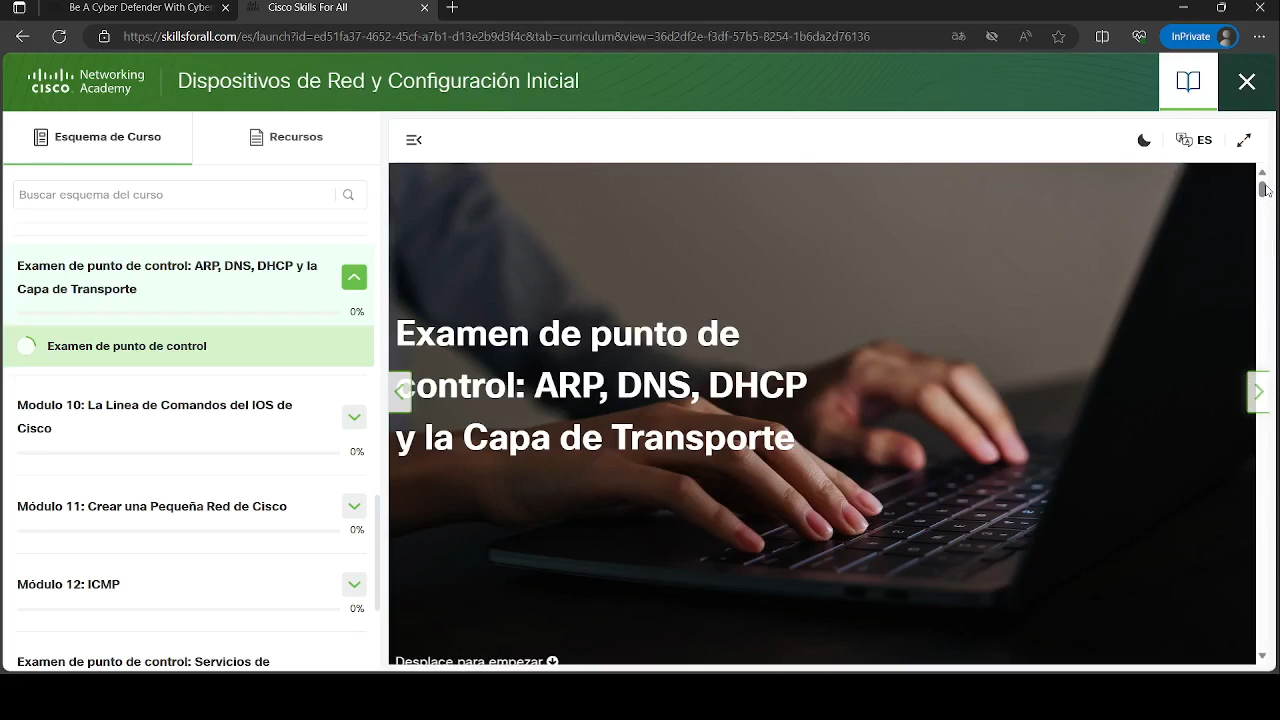 Be A Cyber Defender With Cyber
Cisco Skills For All
https://skillsforall.com/es/launch?id=ed51fa37-4652-45cf-a7b1-d13e2b9d3f4c&tab=curriculum&view=36d2df2e-f3df-57b5-8254-1b6da2d76136
InPrivate
CISCO
Networking
Academy
Dispositivos de Red y Configuración Inicial
Esquema de Curso
Recursos
ES
Buscar esquema del curso
Examen de punto de control: ARP, DNS, DHCP y la
Capa de Transporte
0%
Examen de punto de control
Modulo 10: La Linea de Comandos del IOS de
Cisco
0%
Módulo 11: Crear una Pequeña Red de Cisco
0%
Módulo 12: ICMP
0%
Examen de punto de control: Servicios de
Examen de punto de
control: ARP, DNS, DHCP
y la Capa de Transporte
Desplace para empezar